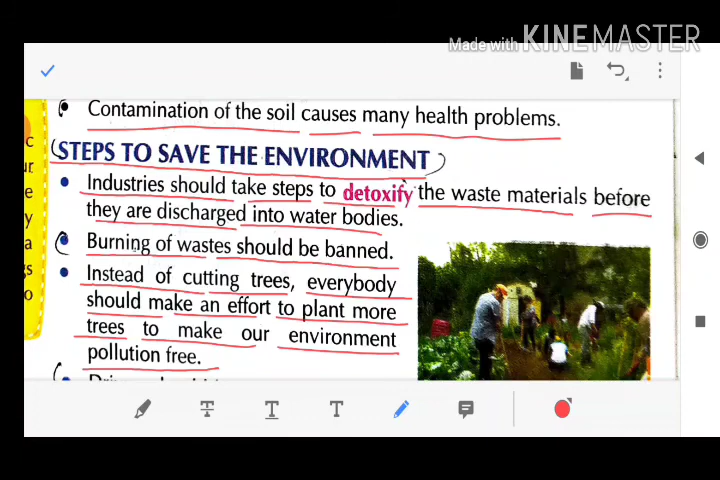 Made with KINEMASTER
Contamination of the soil causes many health problems.
STEPS TO SAVE THE ENVIRONMENT
• Industries should take steps to detoxify the waste materials before
they are discharged into water bodies.
• Burning of wastes should be banned.
• Instead of cutting trees, everybody
should make an effort to plant more
trees to make our environment
pollution free.